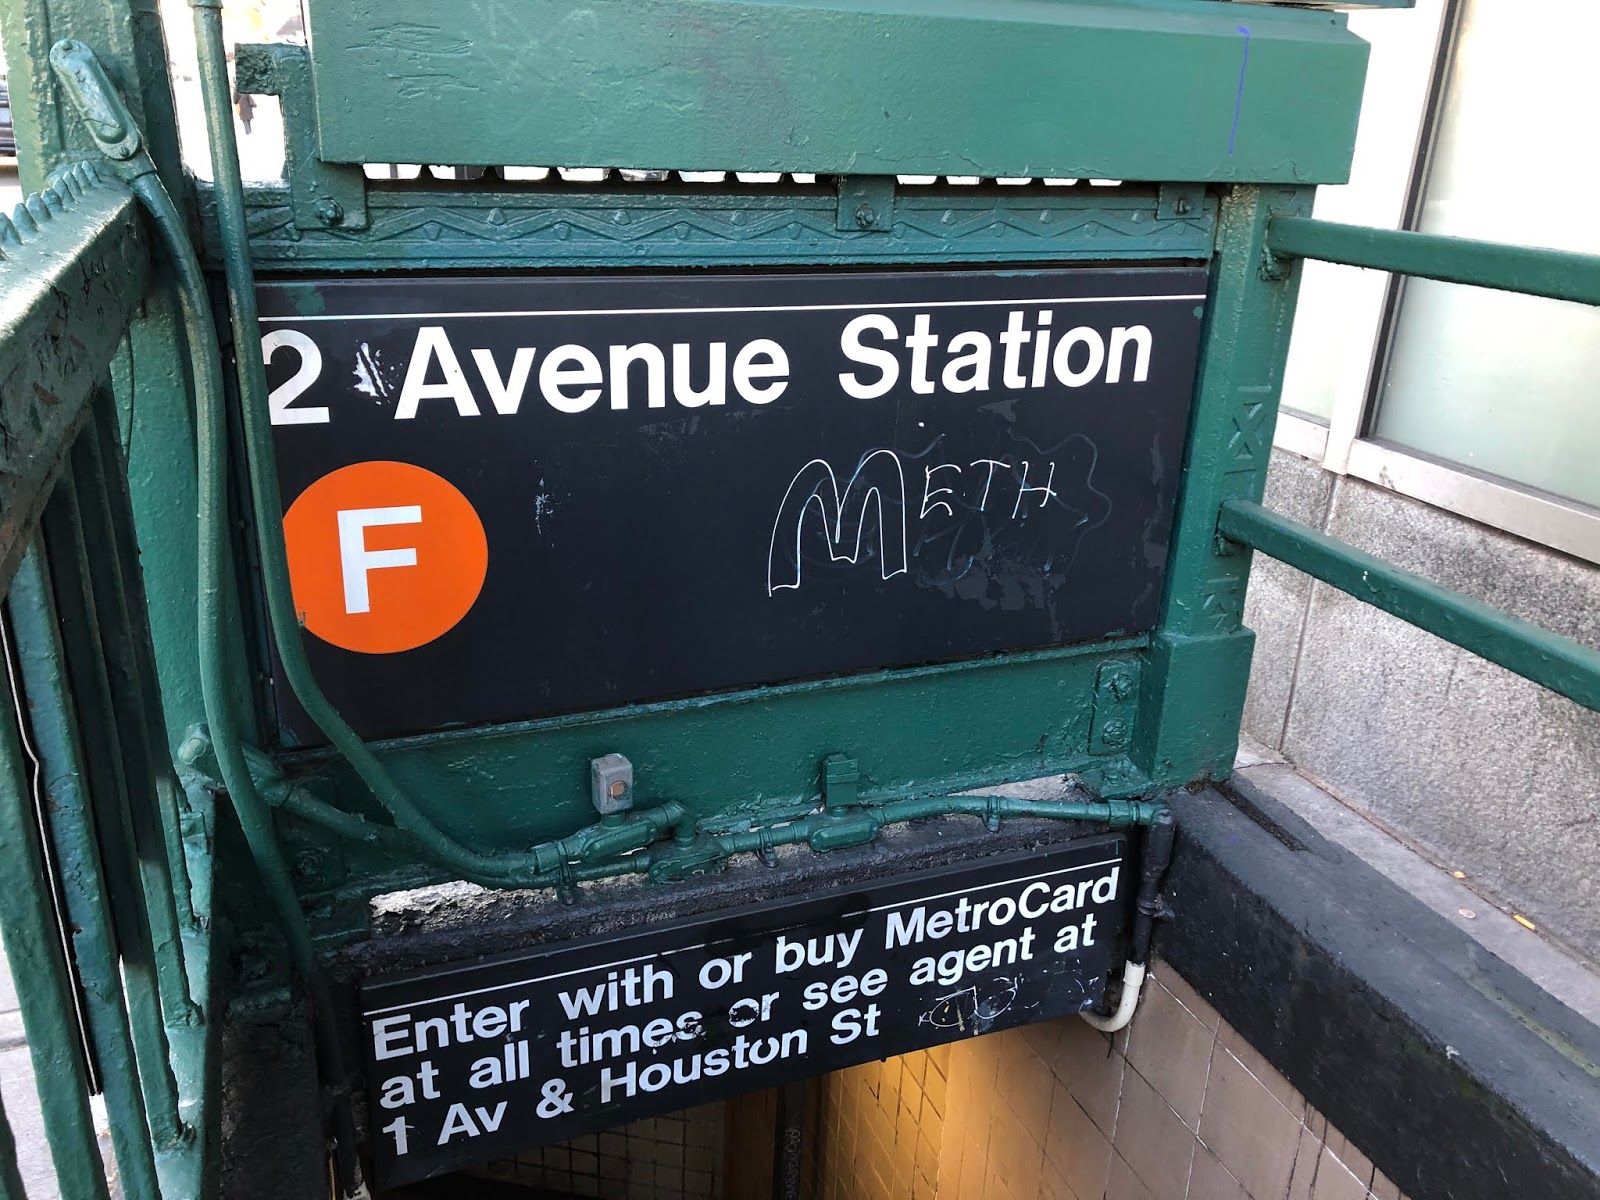 2 Avenue Station
F
METH
Enter with or buy MetroCard
at all times or see agent at
1 Av & Houston St